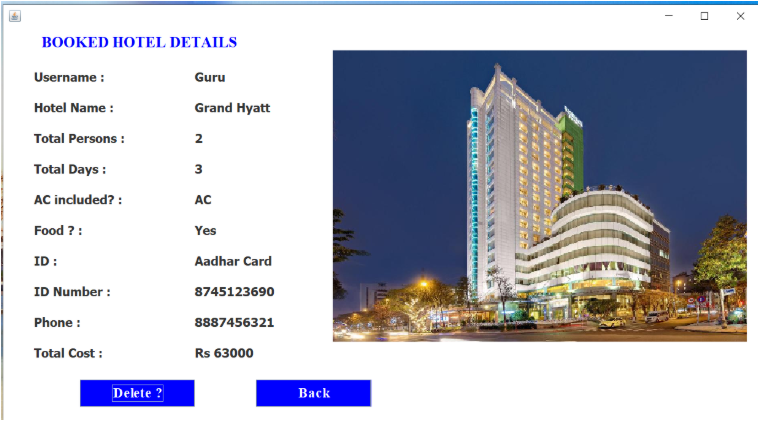 BOOKED HOTEL DETAILS
Username : Guru
Hotel Name : Grand Hyatt
Total Persons : 2
Total Days : 3
AC included? : AC
Food ? : Yes
ID : Aadhar Card
ID Number : 8745123690
Phone : 8887456321
Total Cost : Rs 63000
Delete ? Back